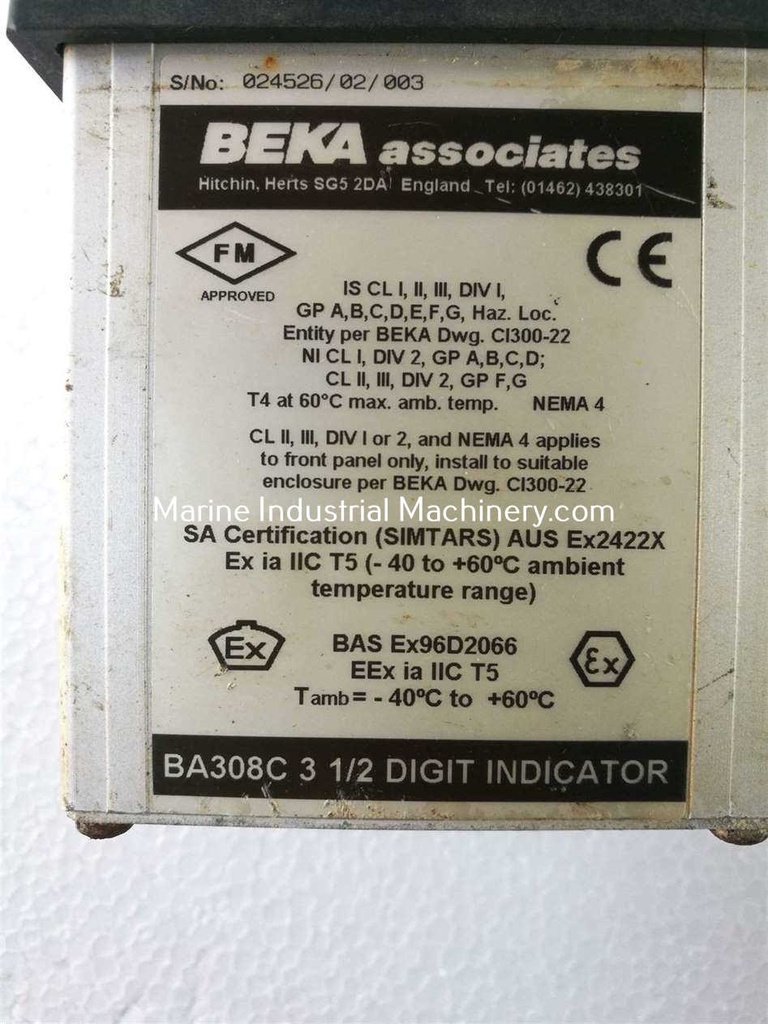 S/No: 024526/02/003
BEKA associates
Hitchin, Herts SG5 2DA England Tel: (01462) 438301
FM
APPROVED
CE
IS CL I, II, III, DIV I,
GP A,B,C,D,E,F,G, Haz. Loc.
Entity per BEKA Dwg. CI300-22
NI CL I, DIV 2, GP A,B,C,D;
CL II, III, DIV 2, GP F,G
T4 at 60°C max. amb. temp. NEMA 4
CL II, III, DIV I or 2, and NEMA 4 applies
to front panel only, install to suitable
enclosure per BEKA Dwg. CI300-22
Marine Industrial Machinery.com
SA Certification (SIMTARS) AUS Ex2422X
Ex ia IIC T5 (- 40 to +60ºC ambient
temperature range)
Ex
BAS Ex96D2066
EEx ia IIC T5
Tamb = - 40ºC to +60ºC
Ex
BA308C 3 1/2 DIGIT INDICATOR